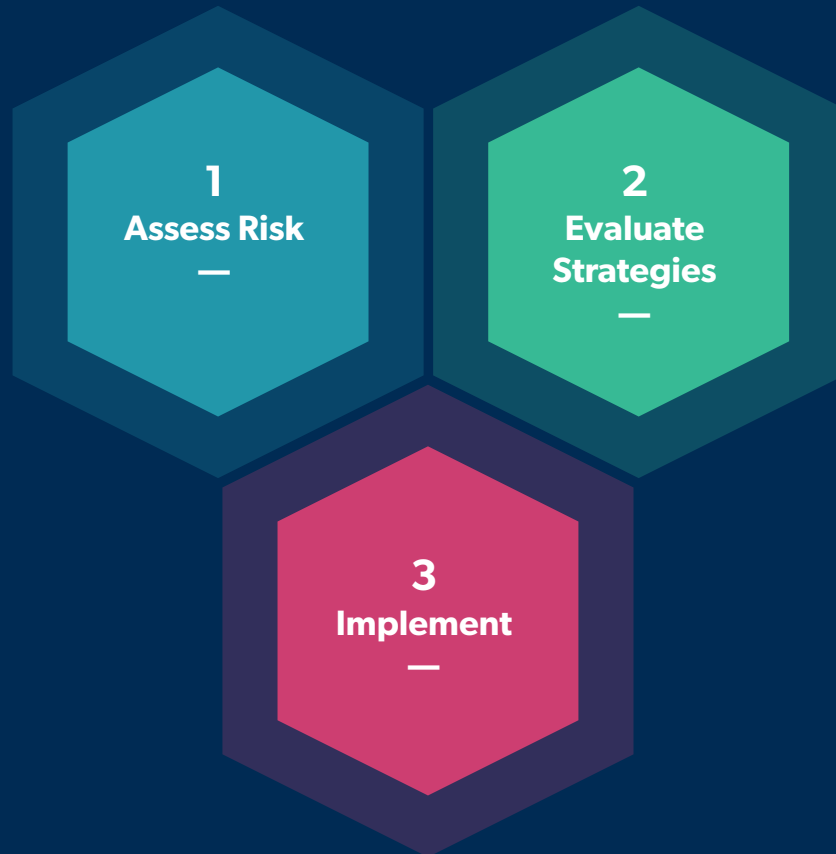 1
Assess Risk
—
2
Evaluate
Strategies
—
3
Implement
—